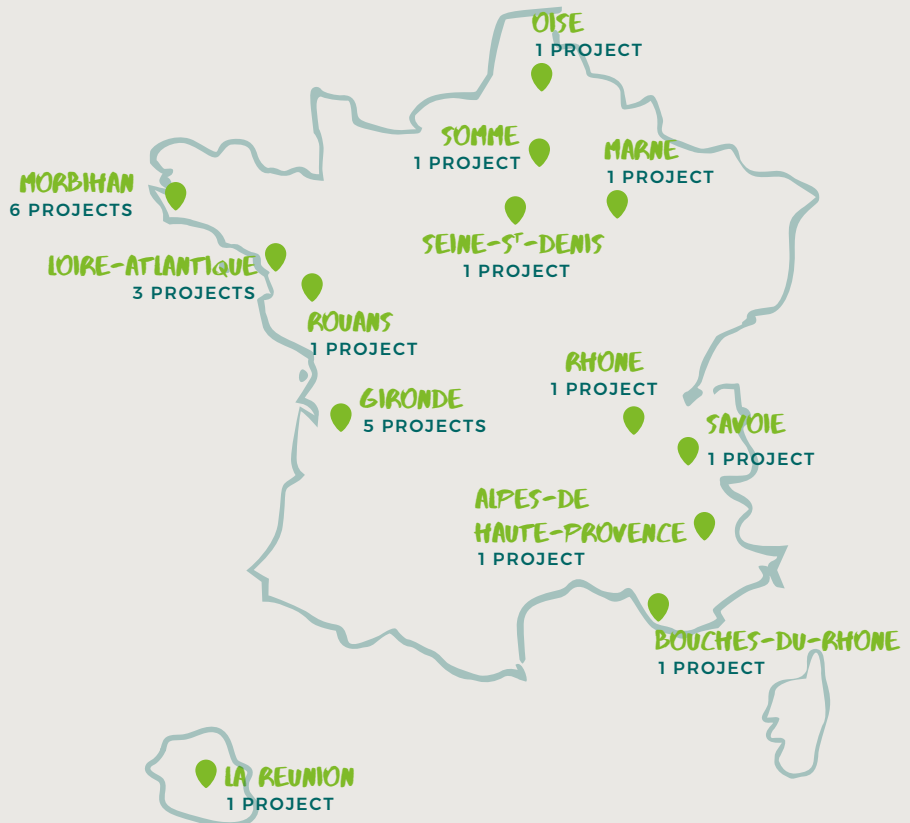 OISE
1 PROJECT
SOMME
1 PROJECT
MARNE
1 PROJECT
MORBIHAN
6 PROJECTS
SEINE-ST-DENIS
1 PROJECT
LOIRE-ATLANTIQUE
3 PROJECTS
ROUANS
1 PROJECT
RHONE
1 PROJECT
GIRONDE
5 PROJECTS
SAVOIE
1 PROJECT
ALPES-DE
HAUTE-PROVENCE
1 PROJECT
BOUCHES-DU-RHONE
1 PROJECT
LA REUNION
1 PROJECT